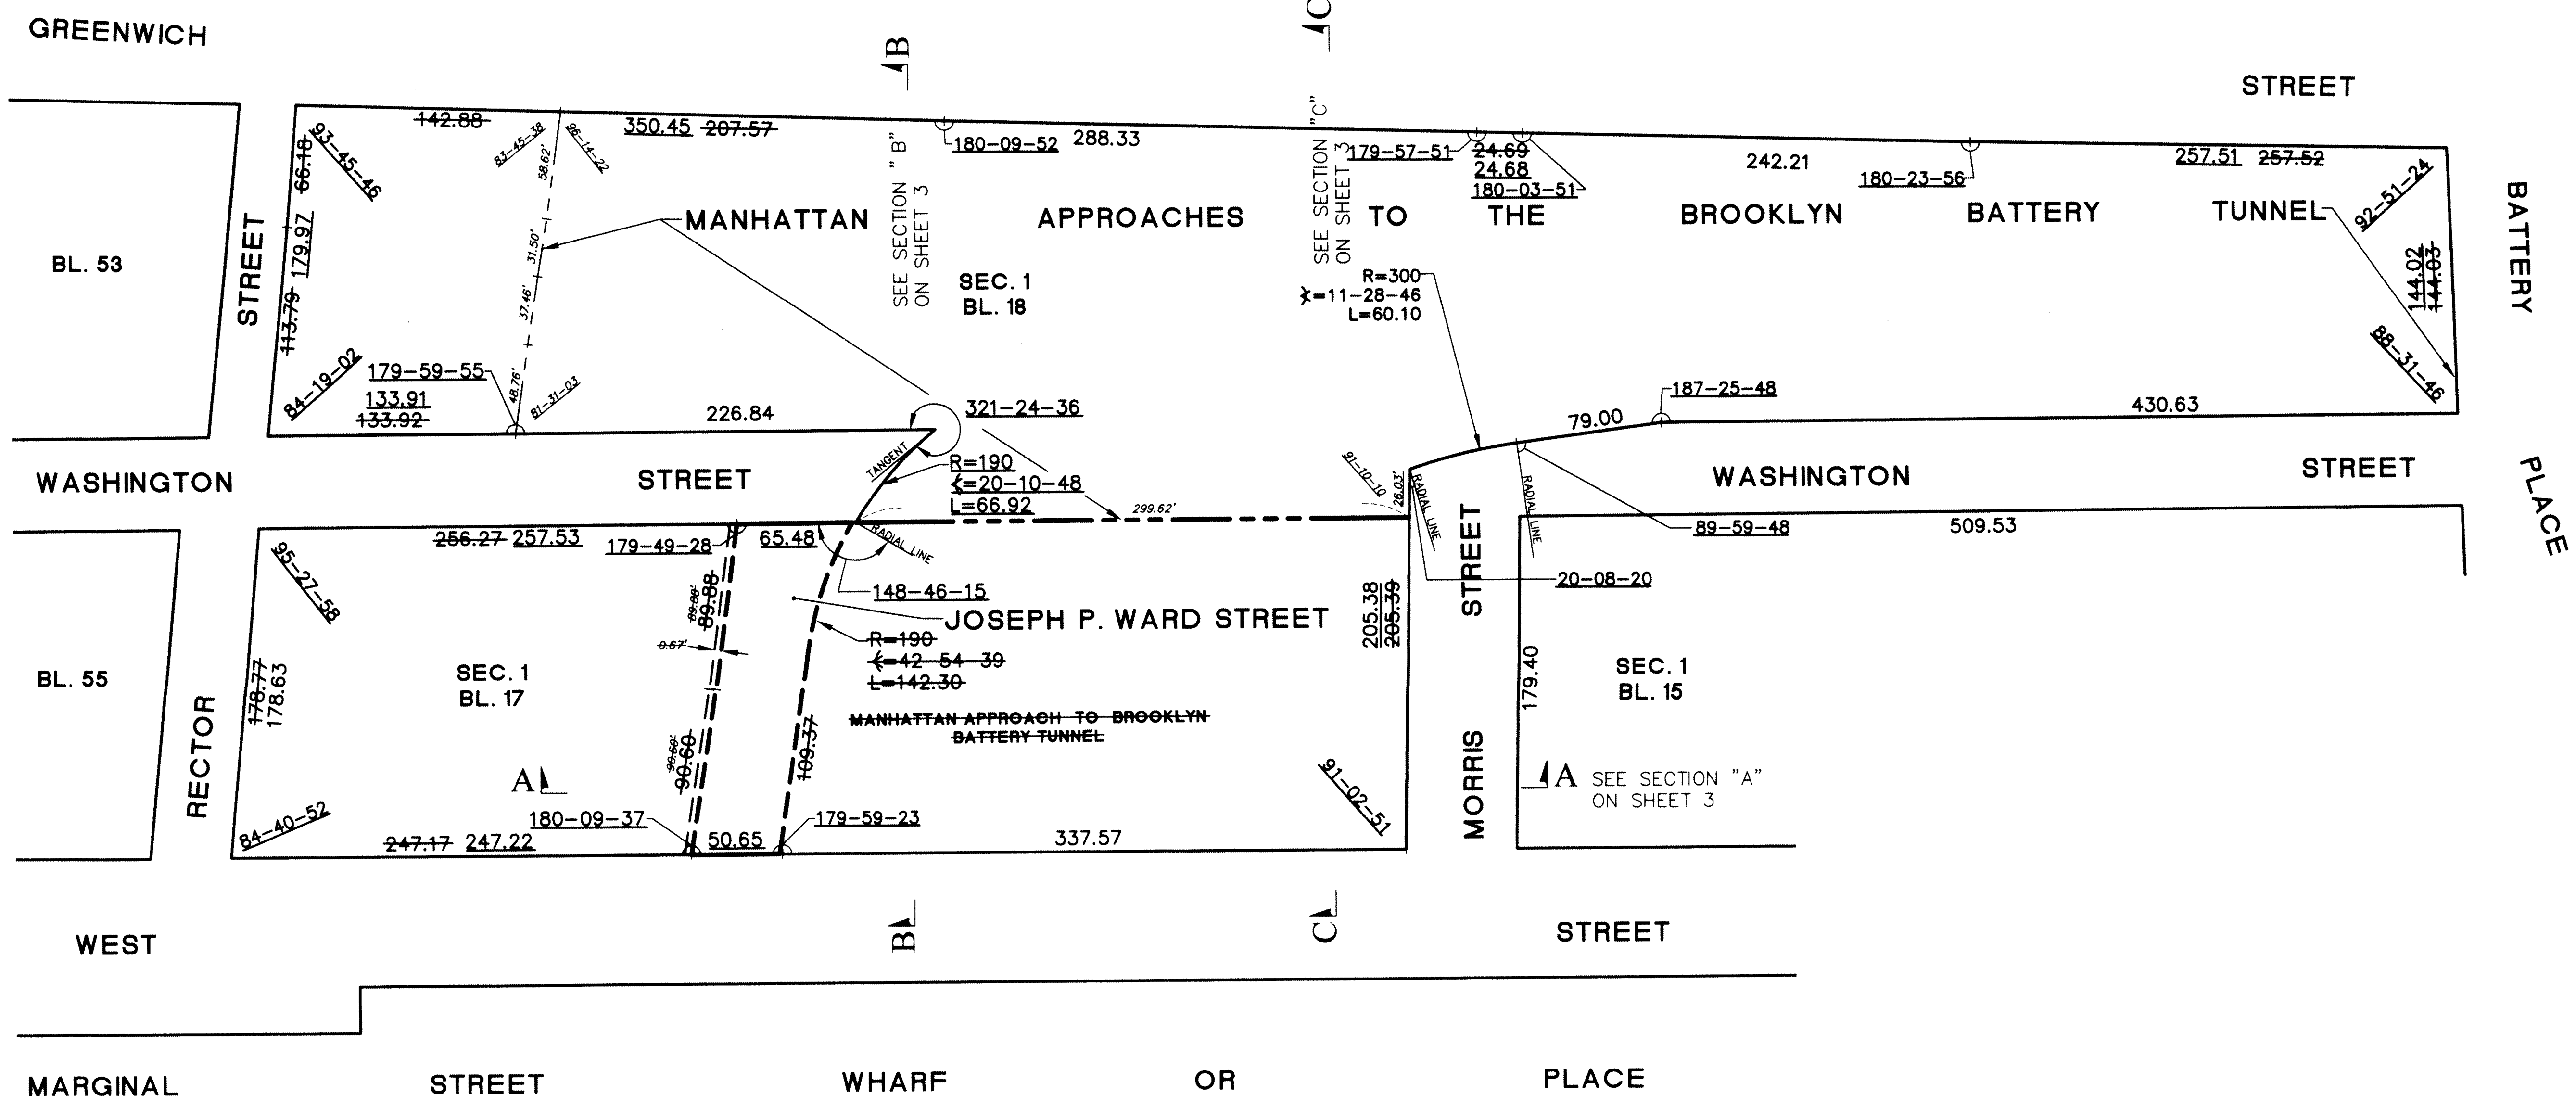 GREENWICH
STREET
B
C
SEE SECTION "B"
ON SHEET 3
SEE SECTION "C"
ON SHEET 3
142.88
350.45 207.57
180-09-52
288.33
179-57-51
24.69
24.68
180-03-51
242.21
180-23-56
257.51 257.52
93-45-46
66.18
179.97
113.79
84-19-02
83-45-38
96-14-22
58.62'
31.50'
37.46'
48.76'
81-31-03
MANHATTAN APPROACHES TO THE BROOKLYN BATTERY TUNNEL
92-51-24
144.02
144.03
88-31-46
BATTERY
PLACE
BL. 53
STREET
SEC. 1
BL. 18
R=300
=11-28-46
L=60.10
179-59-55
133.91
133.92
226.84
321-24-36
187-25-48
79.00
430.63
TANGENT
R=190
=20-10-48
L=66.92
91-10-10
26.03'
RADIAL LINE
RADIAL LINE
WASHINGTON
STREET
WASHINGTON
STREET
299.62'
256.27 257.53
179-49-28
65.48
RADIAL LINE
89-59-48
509.53
95-27-58
148-46-15
20-08-20
89.88'
89.88
0.67'
JOSEPH P. WARD STREET
R=190
=42-54-39
L=142.30
205.38
205.39
STREET
BL. 55
178.77
178.63
SEC. 1
BL. 17
179.40
SEC. 1
BL. 15
MANHATTAN APPROACH TO BROOKLYN
BATTERY TUNNEL
RECTOR
90.60'
90.60
109.37
MORRIS
A
A
SEE SECTION "A"
ON SHEET 3
84-40-52
180-09-37
179-59-23
91-02-51
247.17 247.22
50.65
337.57
B
C
WEST
STREET
MARGINAL STREET WHARF OR PLACE